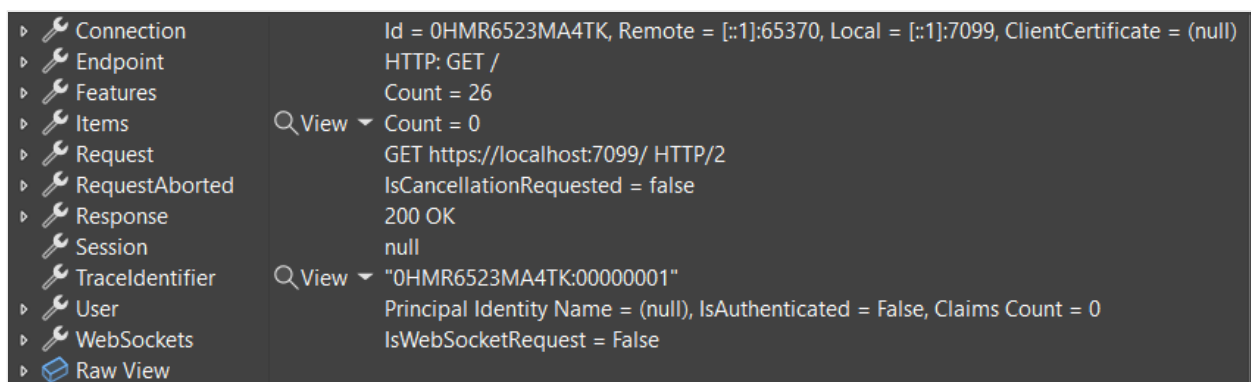 Connection Id = 0HMR6523MA4TK, Remote = [::1]:65370, Local = [::1]:7099, ClientCertificate = (null)
Endpoint HTTP: GET /
Features Count = 26
Items View Count = 0
Request GET https://localhost:7099/ HTTP/2
RequestAborted IsCancellationRequested = false
Response 200 OK
Session null
TraceIdentifier View "0HMR6523MA4TK:00000001"
User Principal Identity Name = (null), IsAuthenticated = False, Claims Count = 0
WebSockets IsWebSocketRequest = False
Raw View